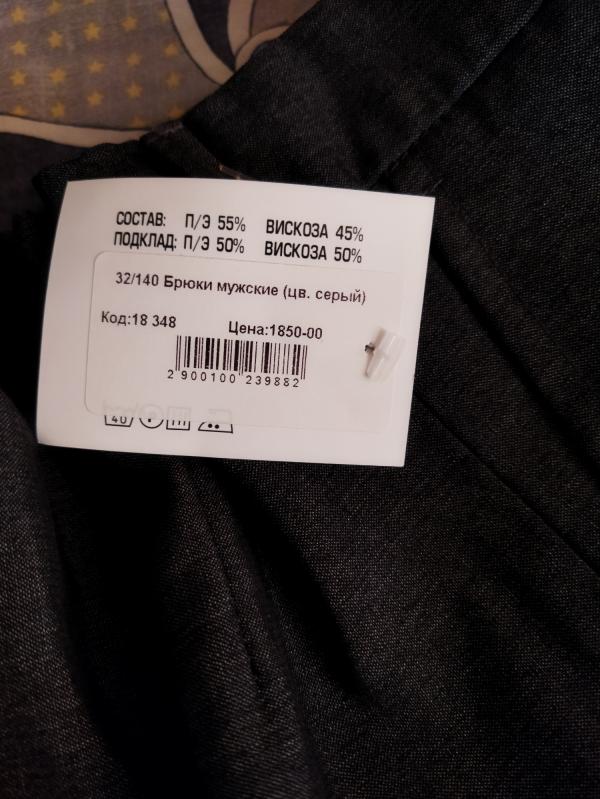 СОСТАВ: П/Э 55% ВИСКОЗА 45%
ПОДКЛАД: П/Э 50% ВИСКОЗА 50%
32/140 Брюки мужские (цв. серый)
Код:18 348 Цена:1850-00
2 900100 239882
40